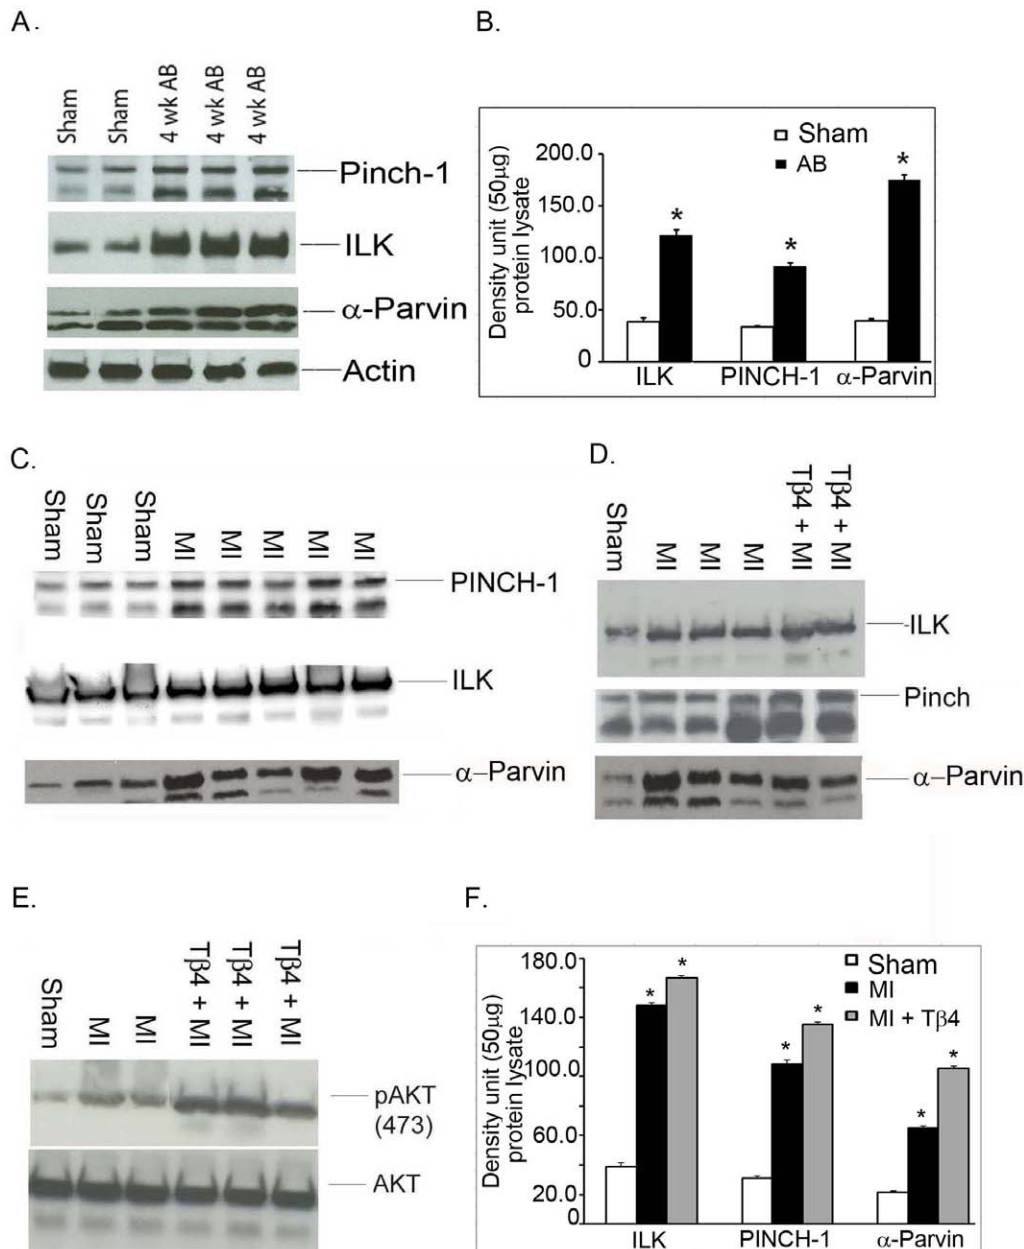 A.
Sham
Sham
4 wk AB
4 wk AB
4 wk AB
Pinch-1
ILK
α-Parvin
Actin
B.
Sham
AB
Density unit (50µg)
protein lysate
200.0
150.0
100.0
50.0
0
*
*
*
ILK
PINCH-1
α-Parvin
C.
Sham
Sham
Sham
MI
MI
MI
MI
MI
PINCH-1
ILK
α-Parvin
D.
Sham
MI
MI
MI
Tβ4 + MI
Tβ4 + MI
ILK
Pinch
α-Parvin
E.
Sham
MI
MI
Tβ4 + MI
Tβ4 + MI
Tβ4 + MI
pAKT
(473)
AKT
F.
Sham
MI
MI + Tβ4
Density unit (50µg)
protein lysate
180.0
140.0
100.0
60.0
20.0
0
*
*
*
*
*
*
ILK
PINCH-1
α-Parvin